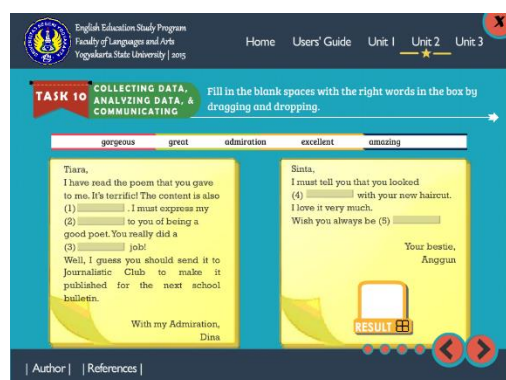 English Education Study Program
Faculty of Languages and Arts
Yogyakarta State University | 2015
Home Users' Guide Unit 1 Unit 2 Unit 3
X
TASK 10
COLLECTING DATA,
ANALYZING DATA, &
COMMUNICATING
Fill in the blank spaces with the right words in the box by
dragging and dropping.
gorgeous great admiration excellent amazing
Tiara,
I have read the poem that you gave
to me. It's terrific! The content is also
(1) . I must express my
(2) to you of being a
good poet. You really did a
(3) job!
Well, I guess you should send it to
Journalistic Club to make it
published for the next school
bulletin.
With my Admiration,
Dina
Sinta,
I must tell you that you looked
(4) with your new haircut.
I love it very much.
Wish you always be (5)
Your bestie,
Anggun
RESULT
| Author | | References |